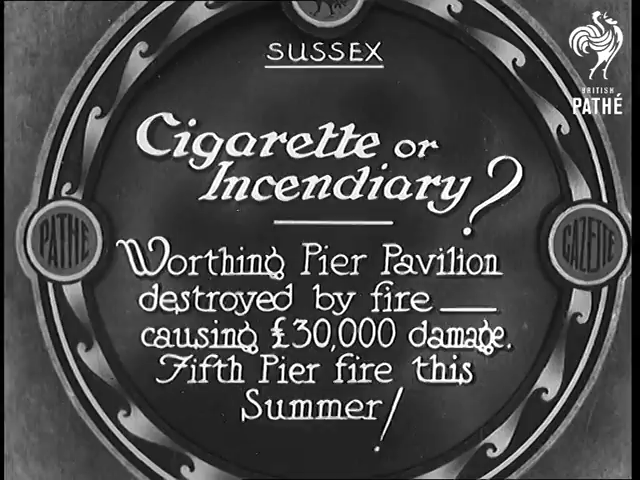 SUSSEX
BRITISH
PATHÉ
Cigarette or
Incendiary?
PATHE
GAZETTE
Worthing Pier Pavilion
destroyed by fire —
causing £30,000 damage.
Fifth Pier fire this
Summer!